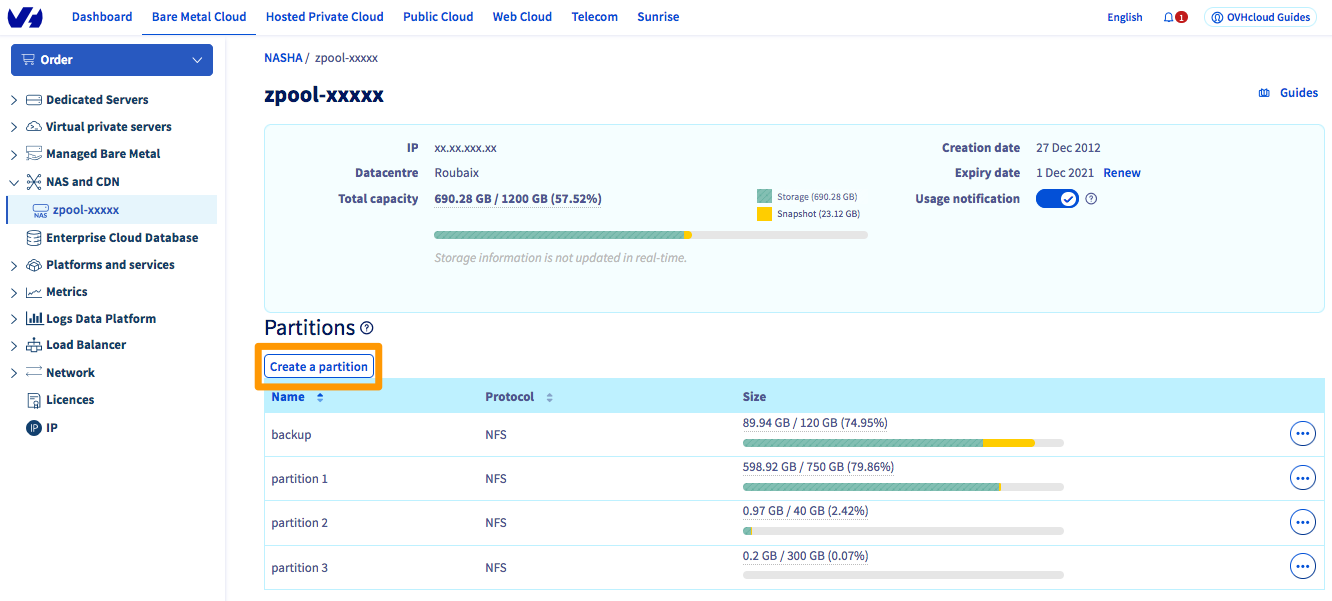 Dashboard Bare Metal Cloud Hosted Private Cloud Public Cloud Web Cloud Telecom Sunrise English 1 OVHcloud Guides
Order
Dedicated Servers
Virtual private servers
Managed Bare Metal
NAS and CDN
NAS zpool-xxxxx
Enterprise Cloud Database
Platforms and services
Metrics
Logs Data Platform
Load Balancer
Network
Licences
IP IP
NASHA / zpool-xxxxx
zpool-xxxxx
Guides
IP xx.xx.xxx.xx
Datacentre Roubaix
Total capacity 690.28 GB / 1200 GB (57.52%)
Storage (690.28 GB)
Snapshot (23.12 GB)
Storage information is not updated in real-time.
Creation date 27 Dec 2012
Expiry date 1 Dec 2021 Renew
Usage notification ?
Partitions ?
Create a partition
Name Protocol Size
backup NFS 89.94 GB / 120 GB (74.95%)
partition 1 NFS 598.92 GB / 750 GB (79.86%)
partition 2 NFS 0.97 GB / 40 GB (2.42%)
partition 3 NFS 0.2 GB / 300 GB (0.07%)